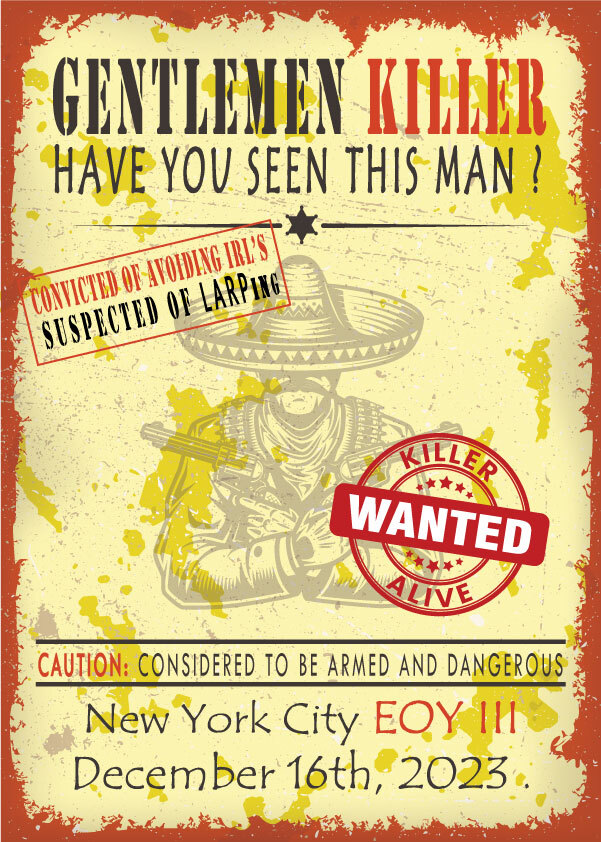 GENTLEMEN KILLER
HAVE YOU SEEN THIS MAN ?
CONVICTED OF AVOIDING IRL'S
SUSPECTED OF LARPing
KILLER
WANTED
ALIVE
CAUTION: CONSIDERED TO BE ARMED AND DANGEROUS
New York City EOY III
December 16th, 2023 .